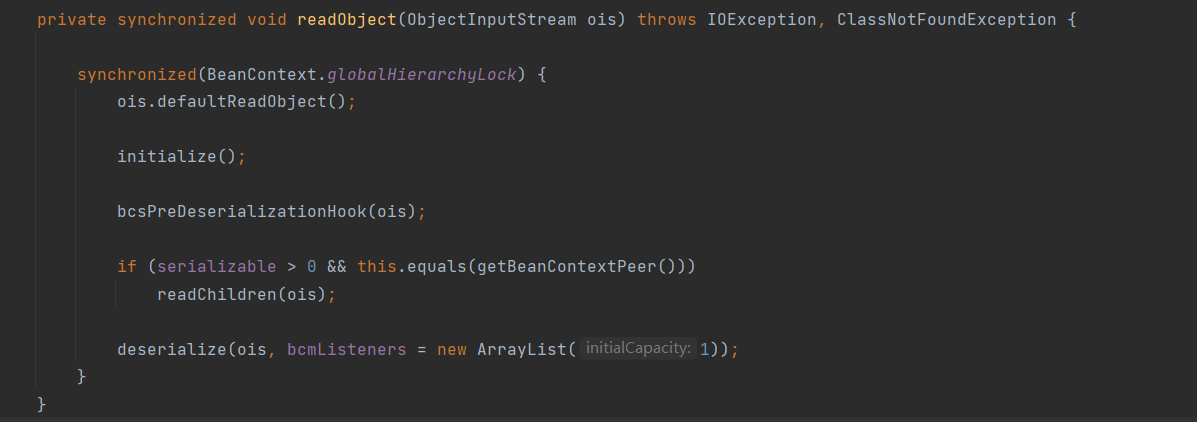 private synchronized void readObject(ObjectInputStream ois) throws IOException, ClassNotFoundException {
synchronized(BeanContext.globalHierarchyLock) {
ois.defaultReadObject();
initialize();
bcsPreDeserializationHook(ois);
if (serializable > 0 && this.equals(getBeanContextPeer()))
readChildren(ois);
deserialize(ois, bcmListeners = new ArrayList( initialCapacity: 1));
}
}